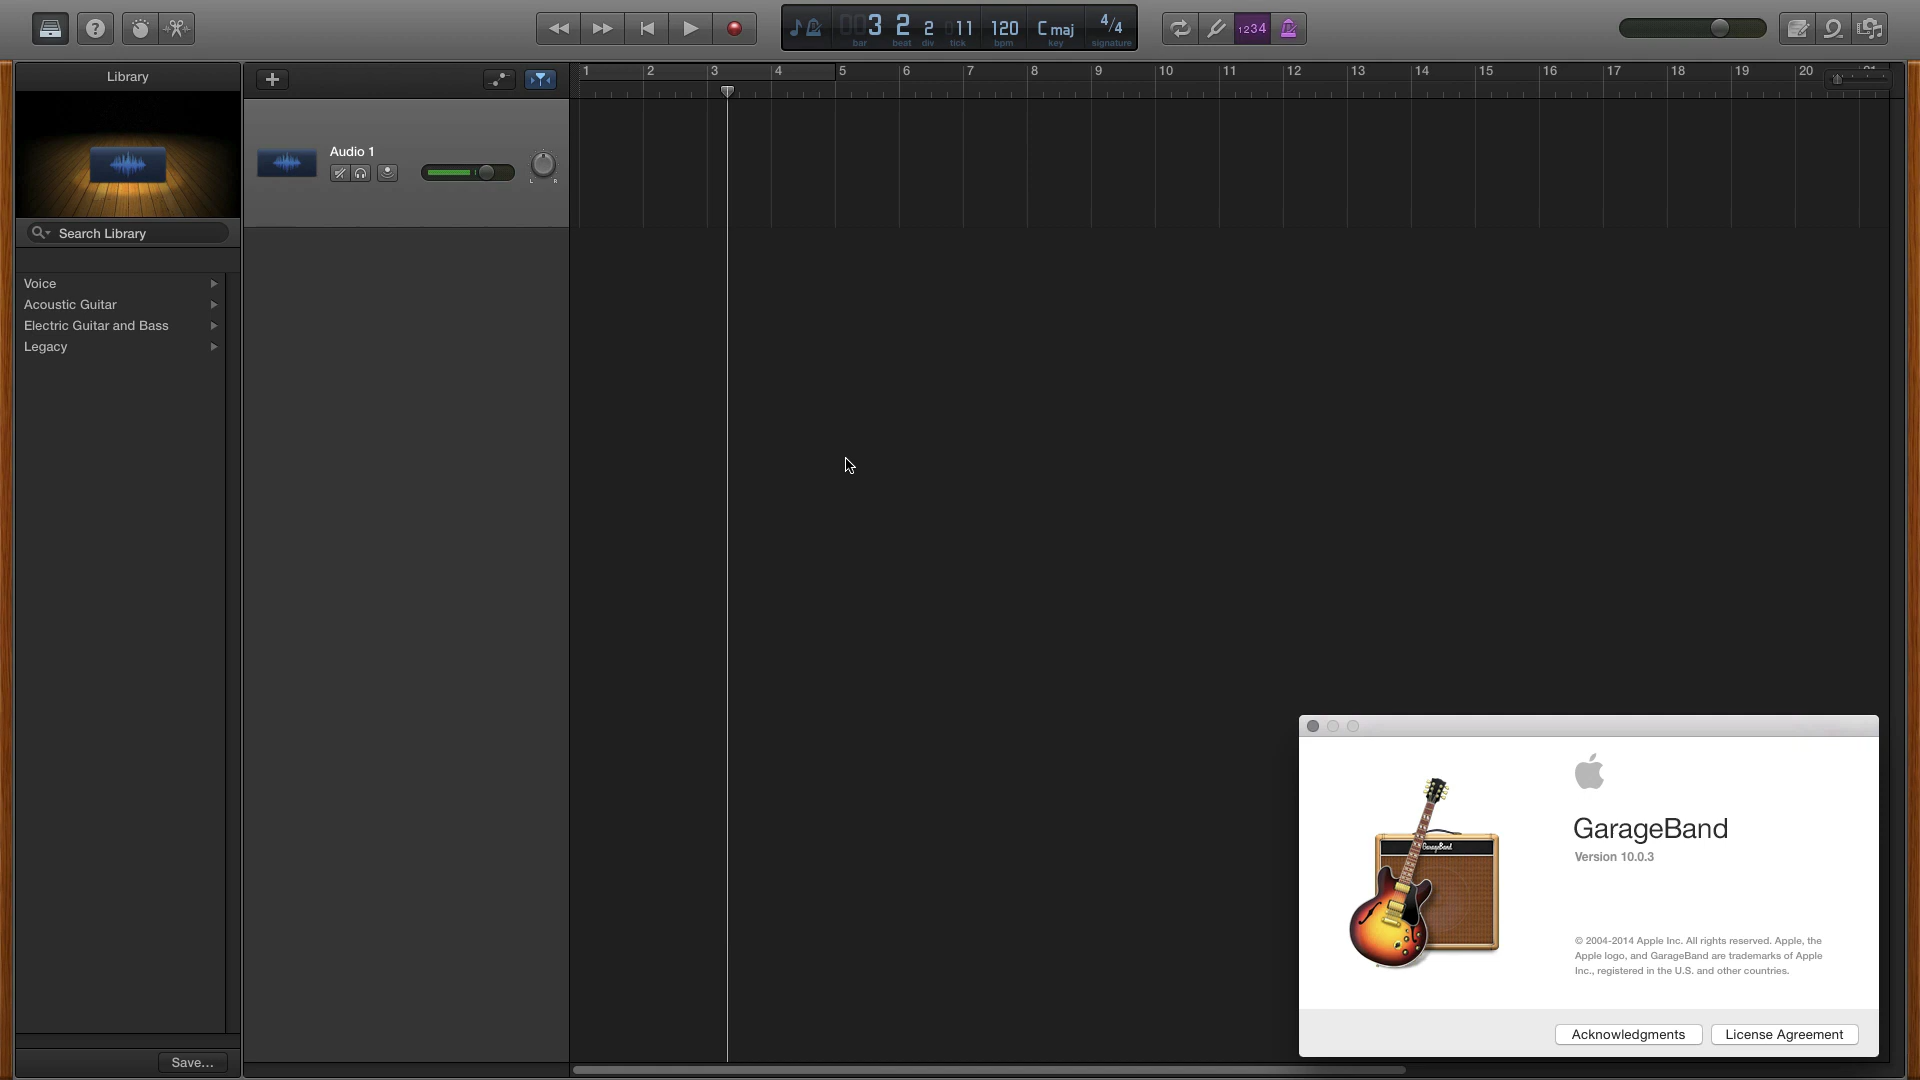 3 2 2 11 120 C maj 4/4
bar beat div tick bpm key signature
1234
Library
1 2 3 4 5 6 7 8 9 10 11 12 13 14 15 16 17 18 19 20 21
Audio 1
L R
Search Library
Voice
Acoustic Guitar
Electric Guitar and Bass
Legacy
GarageBand
GarageBand
Version 10.0.3
© 2004-2014 Apple Inc. All rights reserved. Apple, the
Apple logo, and GarageBand are trademarks of Apple
Inc., registered in the U.S. and other countries.
Acknowledgments
License Agreement
Save...